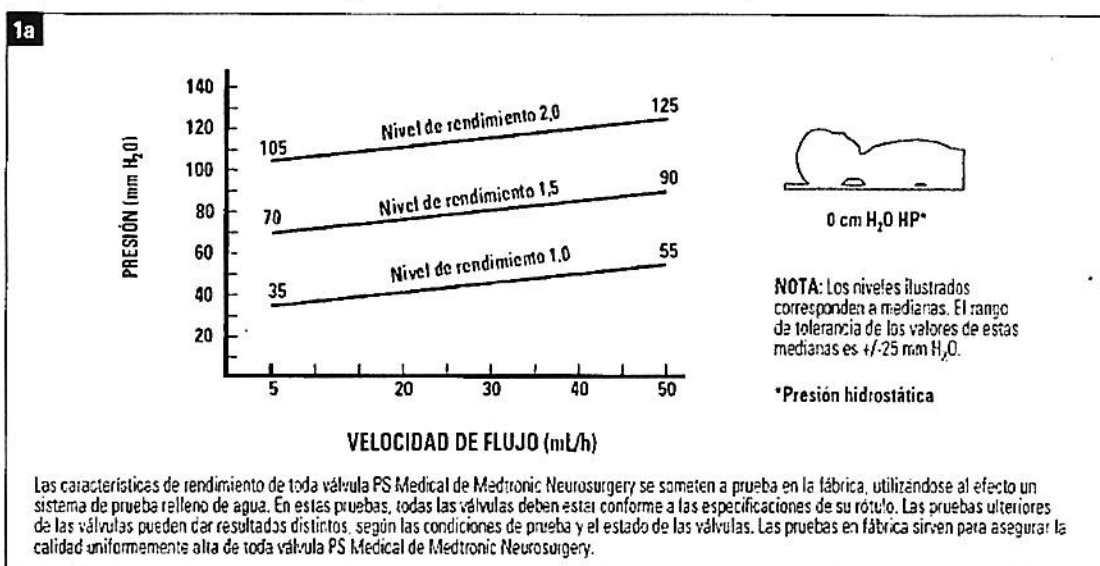 1a
PRESIÓN (mm H₂O)
140
120
100
80
60
40
20
105
Nivel de rendimiento 2,0
125
70
Nivel de rendimiento 1,5
90
35
Nivel de rendimiento 1,0
55
5
20
30
40
50
VELOCIDAD DE FLUJO (mL/h)
0 cm H₂O HP*
NOTA: Los niveles ilustrados
corresponden a medianas. El rango
de tolerancia de los valores de estas
medianas es +/-25 mm H₂O.
*Presión hidrostática
Las características de rendimiento de toda válvula PS Medical de Medtronic Neurosurgery se someten a prueba en la fábrica, utilizándose al efecto un
sistema de prueba relleno de agua. En estas pruebas, todas las válvulas deben estar conforme a las especificaciones de su rótulo. Las pruebas ulteriores
de las válvulas pueden dar resultados distintos, según las condiciones de prueba y el estado de las válvulas. Las pruebas en fábrica sirven para asegurar la
calidad uniformemente alta de toda válvula PS Medical de Medtronic Neurosurgery.